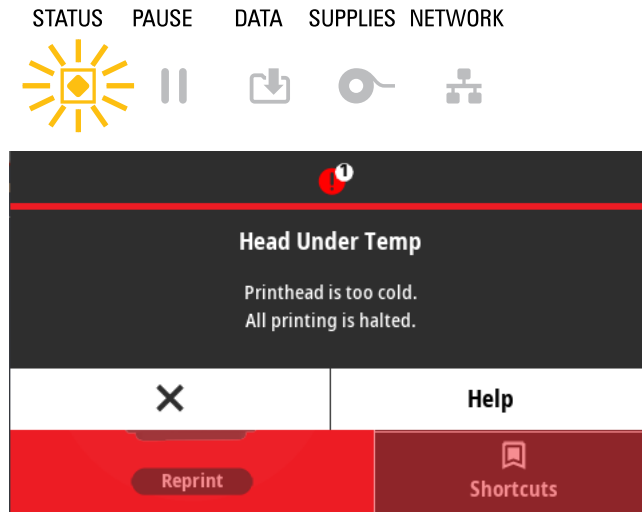 STATUS PAUSE DATA SUPPLIES NETWORK
! 1
Head Under Temp
Printhead is too cold.
All printing is halted.
Help
Reprint
Shortcuts